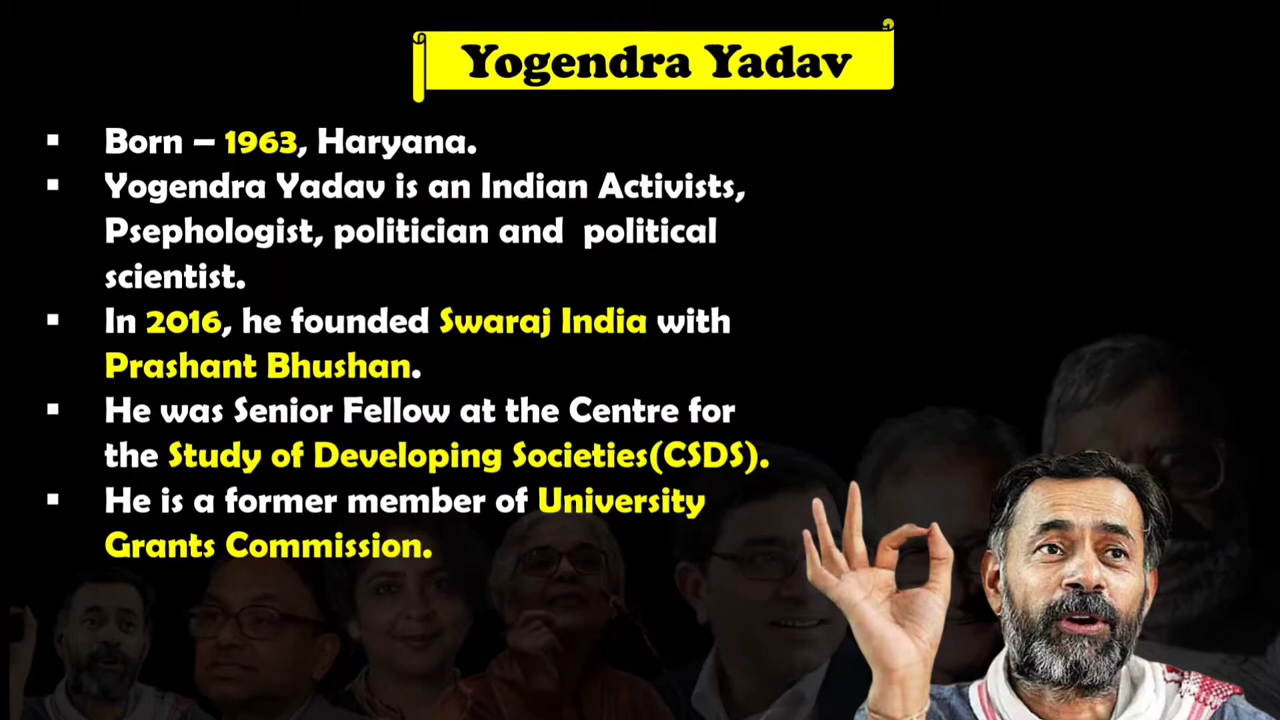 Yogendra Yadav
▪ Born – 1963, Haryana.
▪ Yogendra Yadav is an Indian Activists,
Psephologist, politician and political
scientist.
▪ In 2016, he founded Swaraj India with
Prashant Bhushan.
▪ He was Senior Fellow at the Centre for
the Study of Developing Societies(CSDS).
▪ He is a former member of University
Grants Commission.